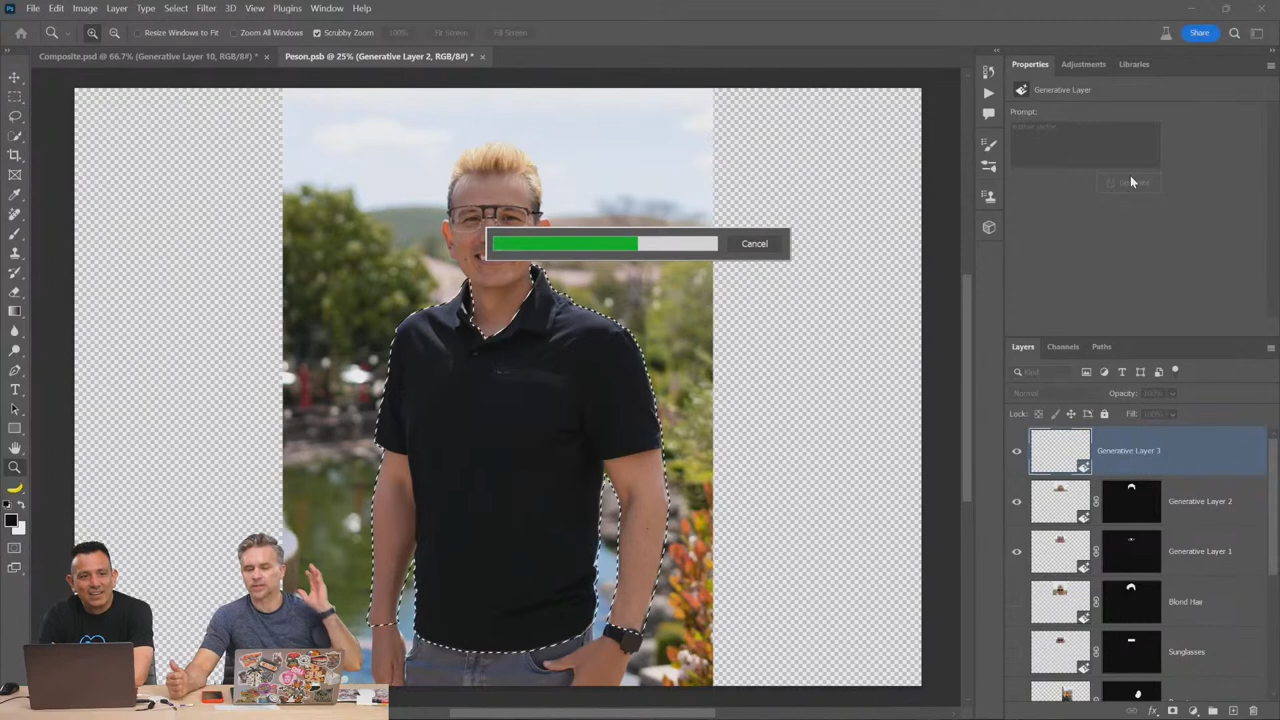 Ps File Edit Image Layer Type Select Filter 3D View Plugins Window Help
Resize Windows to Fit Zoom All Windows Scrubby Zoom 100% Fit Screen Fill Screen Share
Composite.psd @ 66.7% (Generative Layer 10, RGB/8#) * × Peson.psb @ 25% (Generative Layer 2, RGB/8#) * ×
Properties Adjustments Libraries
Generative Layer
Prompt:
Cancel
Layers Channels Paths
Kind
Normal Opacity: 100%
Lock: Fill: 100%
Generative Layer 3
Generative Layer 2
Generative Layer 1
Blond Hair
Sunglasses
fx